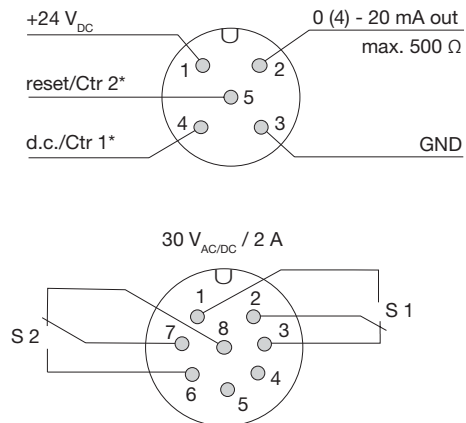 +24 V_DC
0 (4) - 20 mA out
max. 500 Ω
1
2
reset/Ctr 2*
5
4
3
d.c./Ctr 1*
GND
30 V_AC/DC / 2 A
1
2
S 1
S 2
7
8
3
6
4
5